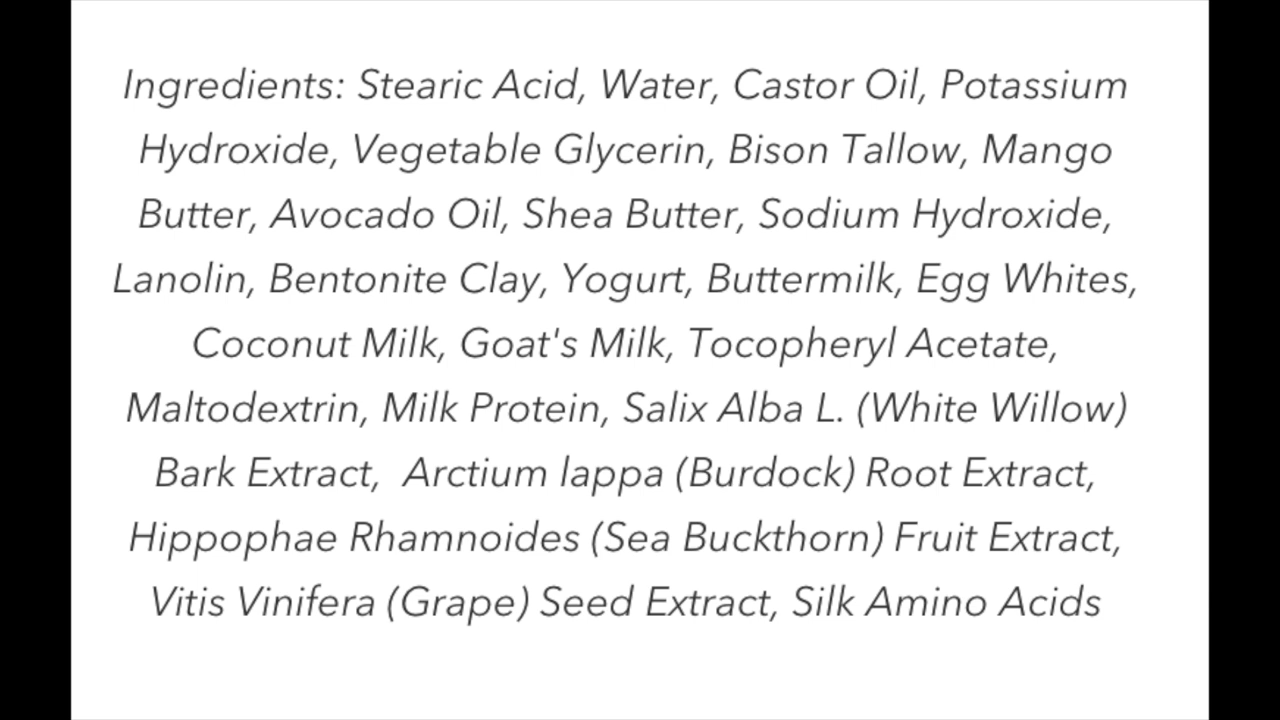 Ingredients: Stearic Acid, Water, Castor Oil, Potassium
Hydroxide, Vegetable Glycerin, Bison Tallow, Mango
Butter, Avocado Oil, Shea Butter, Sodium Hydroxide,
Lanolin, Bentonite Clay, Yogurt, Buttermilk, Egg Whites,
Coconut Milk, Goat's Milk, Tocopheryl Acetate,
Maltodextrin, Milk Protein, Salix Alba L. (White Willow)
Bark Extract,  Arctium lappa (Burdock) Root Extract,
Hippophae Rhamnoides (Sea Buckthorn) Fruit Extract,
Vitis Vinifera (Grape) Seed Extract, Silk Amino Acids